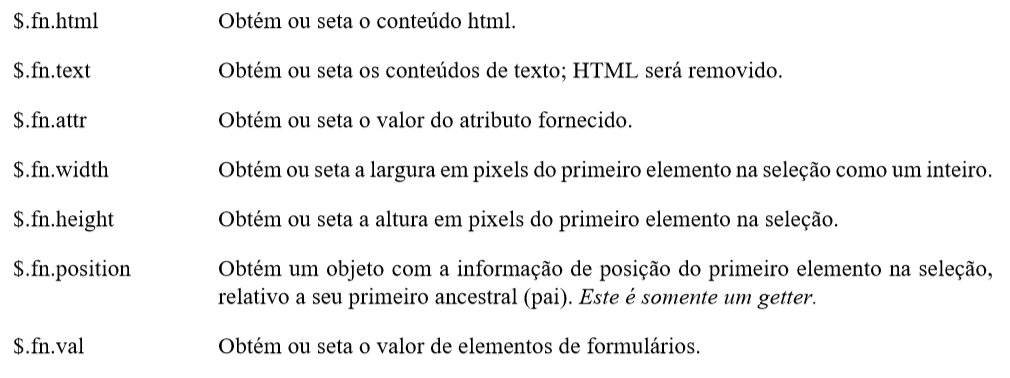 $.fn.html Obtém ou seta o conteúdo html.
$.fn.text Obtém ou seta os conteúdos de texto; HTML será removido.
$.fn.attr Obtém ou seta o valor do atributo fornecido.
$.fn.width Obtém ou seta a largura em pixels do primeiro elemento na seleção como um inteiro.
$.fn.height Obtém ou seta a altura em pixels do primeiro elemento na seleção.
$.fn.position Obtém um objeto com a informação de posição do primeiro elemento na seleção,
relativo a seu primeiro ancestral (pai). Este é somente um getter.
$.fn.val Obtém ou seta o valor de elementos de formulários.